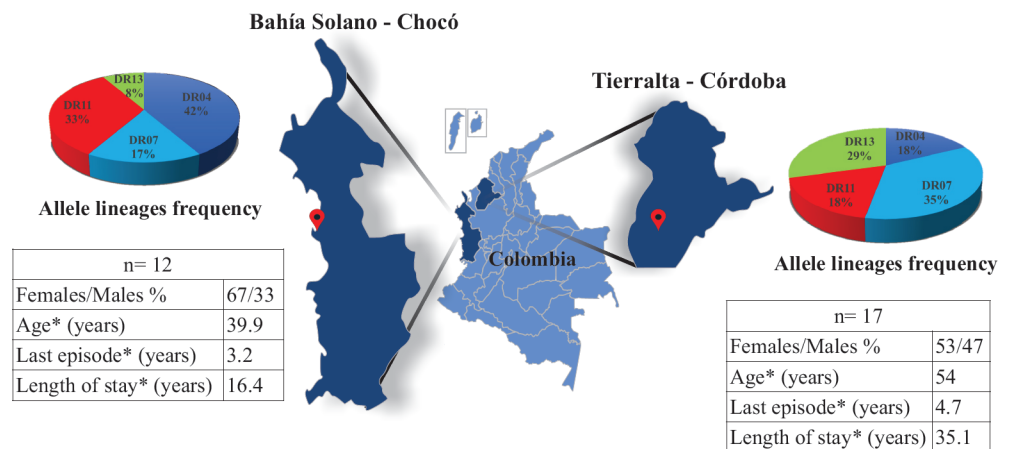 Bahía Solano - Chocó
DR13
8%
DR04
42%
DR11
33%
DR07
17%
Allele lineages frequency
n= 12
Females/Males % 67/33
Age* (years) 39.9
Last episode* (years) 3.2
Length of stay* (years) 16.4
Colombia
Tierralta - Córdoba
DR13
29%
DR04
18%
DR11
18%
DR07
35%
Allele lineages frequency
n= 17
Females/Males % 53/47
Age* (years) 54
Last episode* (years) 4.7
Length of stay* (years) 35.1